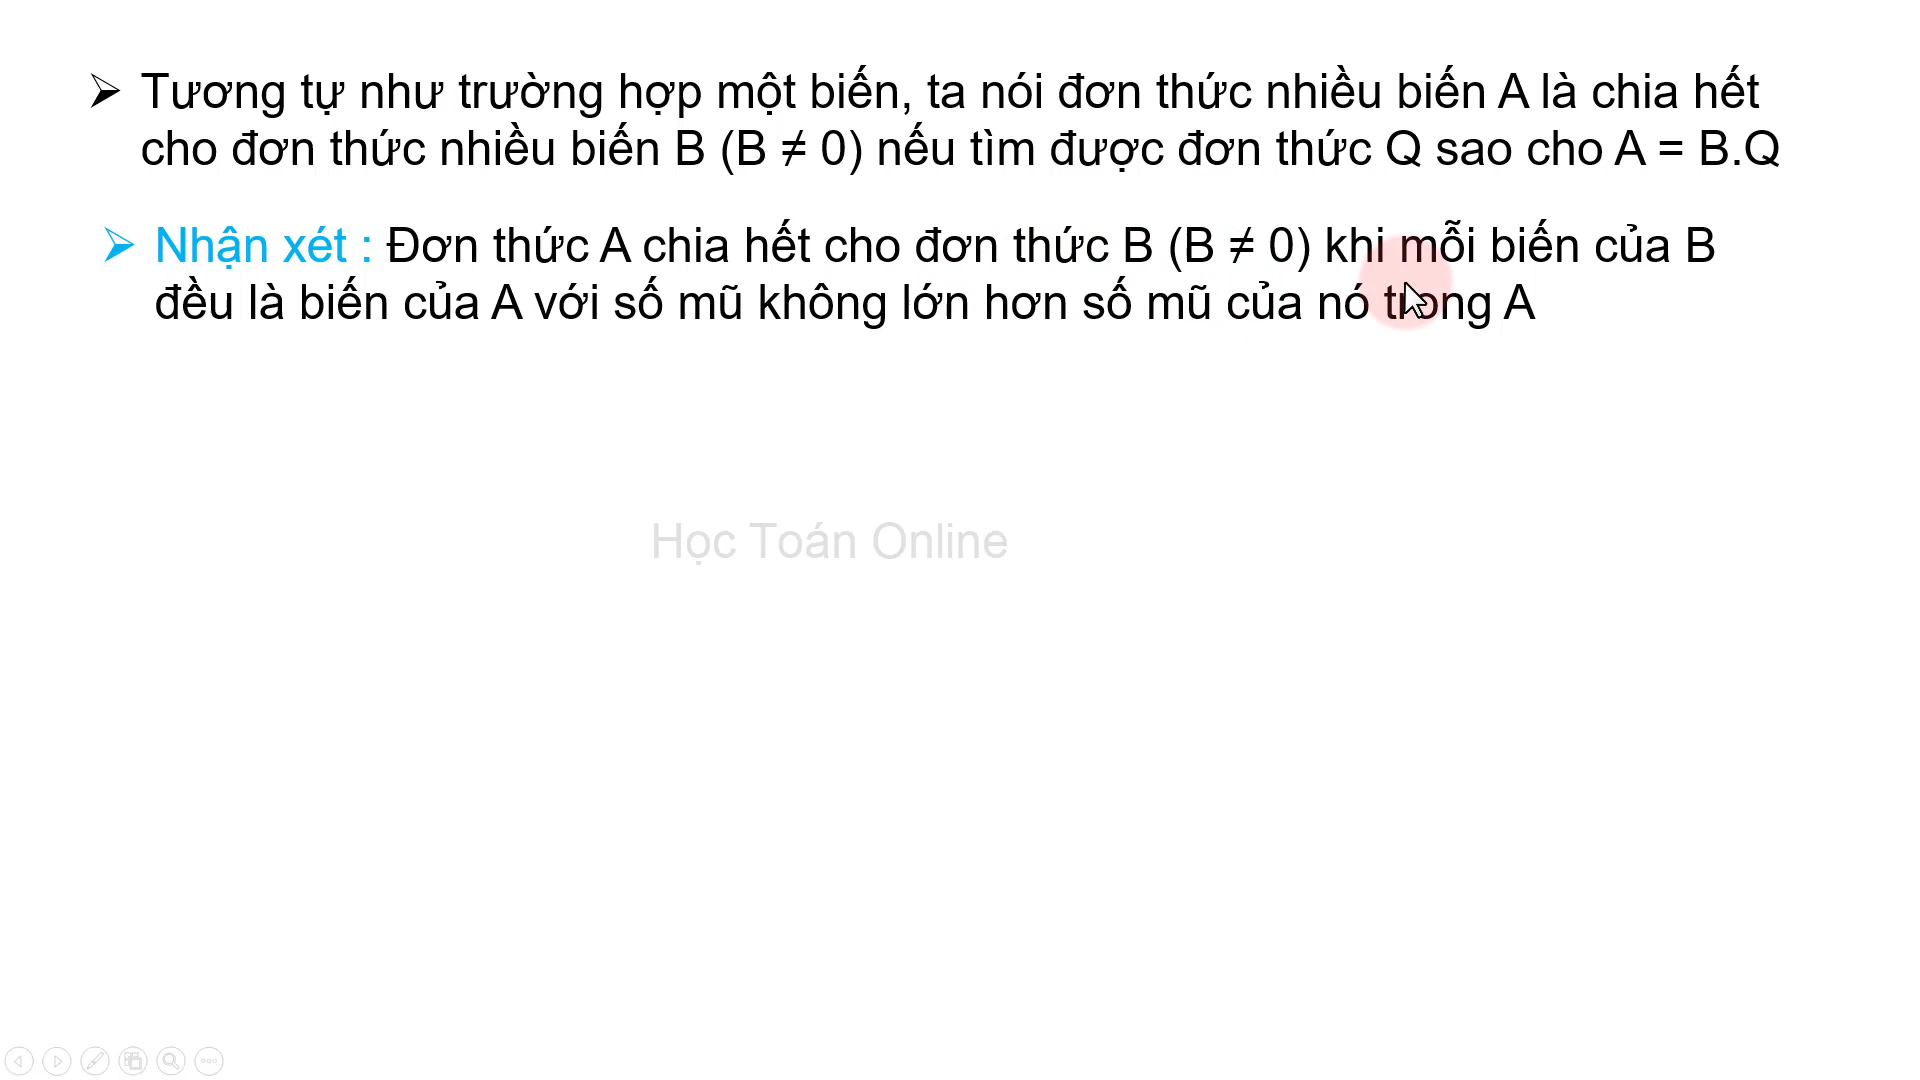 Tương tự như trường hợp một biến, ta nói đơn thức nhiều biến A là chia hết
cho đơn thức nhiều biến B (B ≠ 0) nếu tìm được đơn thức Q sao cho A = B.Q
Nhận xét : Đơn thức A chia hết cho đơn thức B (B ≠ 0) khi mỗi biến của B
đều là biến của A với số mũ không lớn hơn số mũ của nó trong A
Học Toán Online